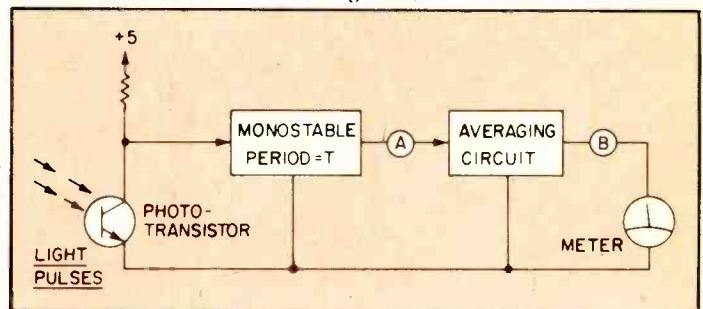 +5
MONOSTABLE
PERIOD = T
A
AVERAGING
CIRCUIT
B
PHOTO-
TRANSISTOR
LIGHT
PULSES
METER